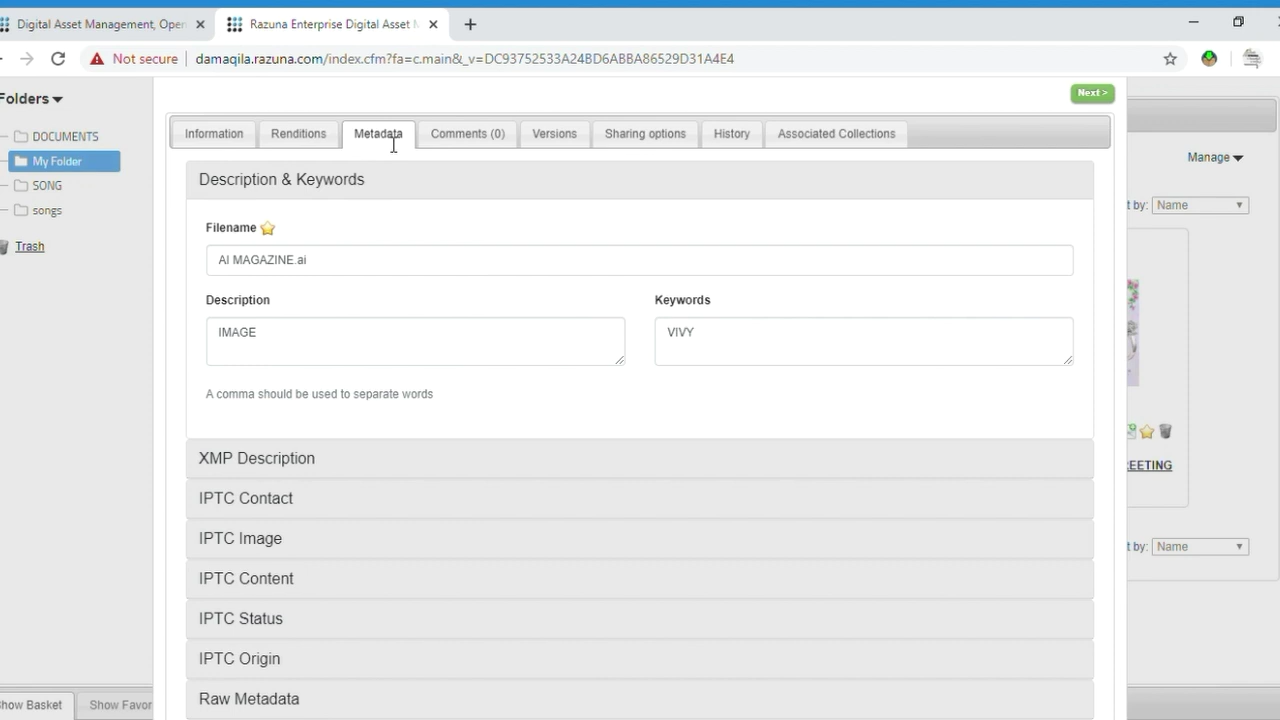 Digital Asset Management, Open
Razuna Enterprise Digital Asset M
Not secure
damaqila.razuna.com/index.cfm?fa=c.main&_v=DC93752533A24BD6ABBA86529D31A4E4
Folders
Next >
Information
Renditions
Metadata
Comments (0)
Versions
Sharing options
History
Associated Collections
DOCUMENTS
My Folder
SONG
songs
Trash
Manage
t by: Name
Description & Keywords
Filename
AI MAGAZINE.ai
Description
Keywords
IMAGE
VIVY
A comma should be used to separate words
EETING
XMP Description
IPTC Contact
IPTC Image
t by: Name
IPTC Content
IPTC Status
IPTC Origin
Raw Metadata
Show Basket
Show Favor